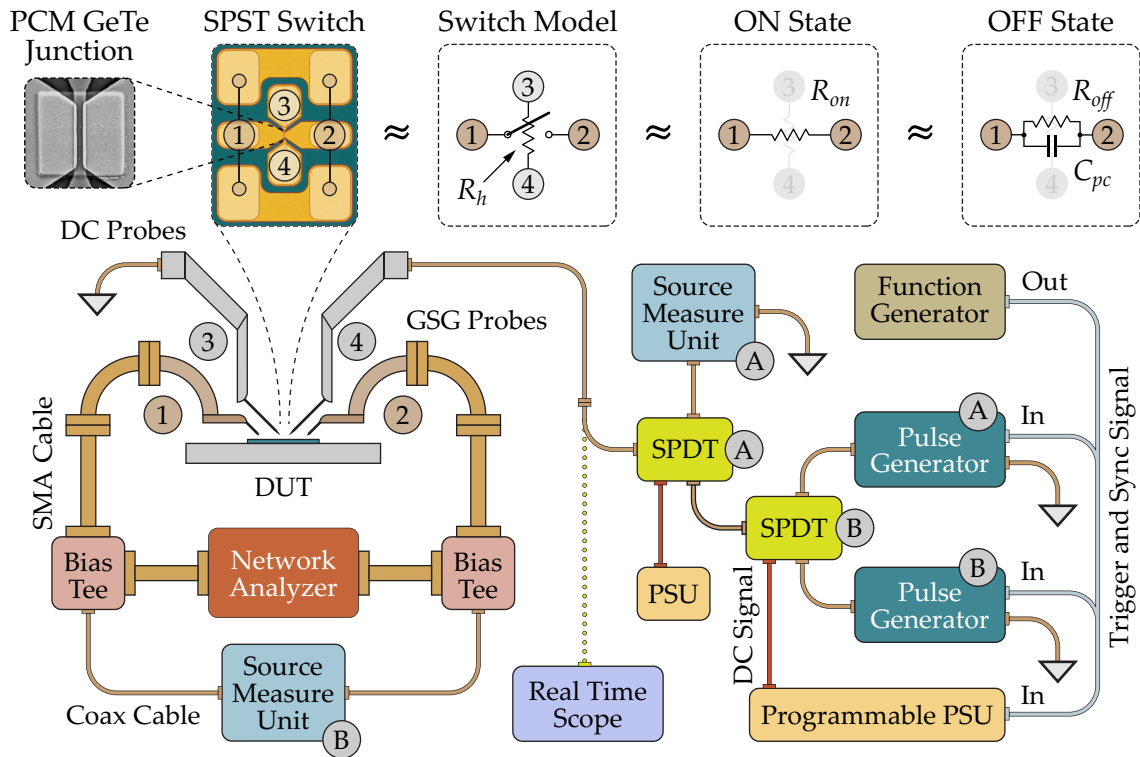 PCM GeTe
Junction
SPST Switch
Switch Model
ON State
OFF State
3
1
2
4
≈
3
1
2
4
R_h
≈
3
R_on
1
2
4
≈
3
R_off
1
2
4
C_pc
DC Probes
GSG Probes
3
4
1
2
SMA Cable
DUT
Bias
Tee
Network
Analyzer
Bias
Tee
Coax Cable
Source
Measure
Unit
B
Source
Measure
Unit
A
SPDT
A
SPDT
B
PSU
DC Signal
Real Time
Scope
Function
Generator
Out
Pulse
Generator
A
In
Pulse
Generator
B
In
Programmable PSU
In
Trigger and Sync Signal